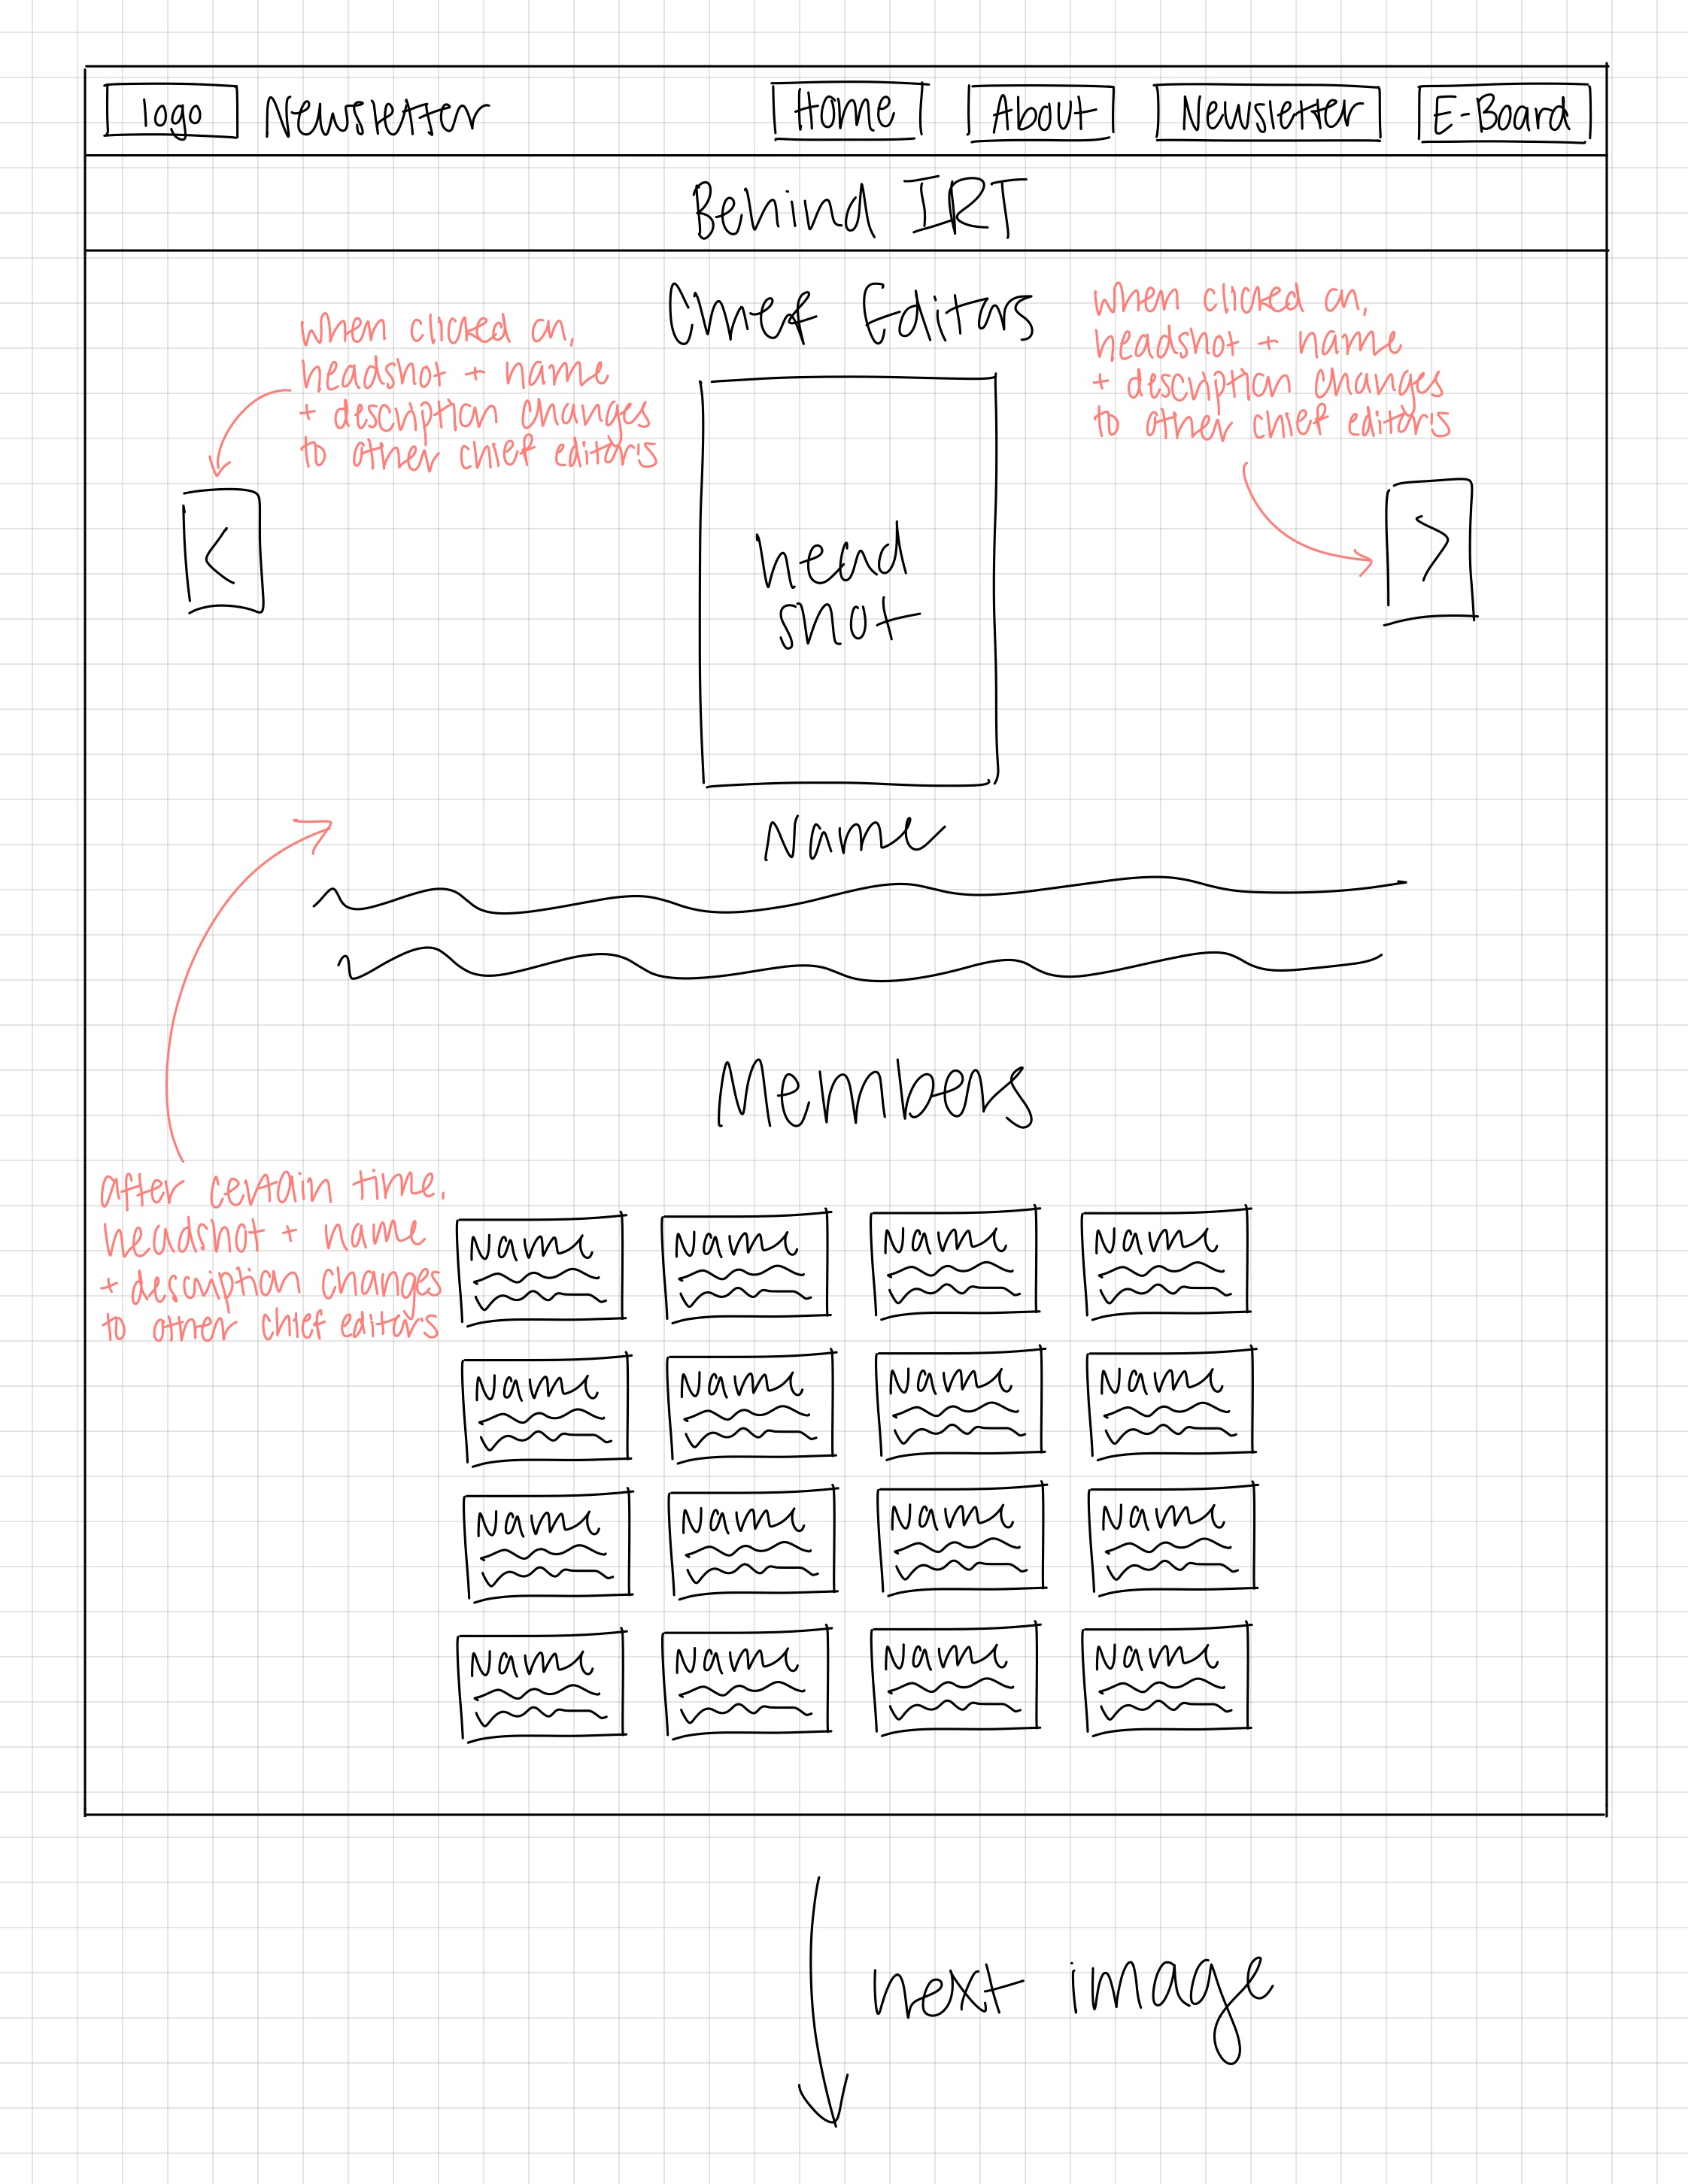 logo Newsletter Home About Newsletter E-Board
Behind IRT
Chief Editors
when clicked on,
headshot + name
+ description changes
to other chief editors
when clicked on,
headshot + name
+ description changes
to other chief editors
<
>
head
shot
Name
Members
after certain time,
headshot + name
+ description changes
to other chief editors
Name Name Name Name
Name Name Name Name
Name Name Name Name
Name Name Name Name
next image